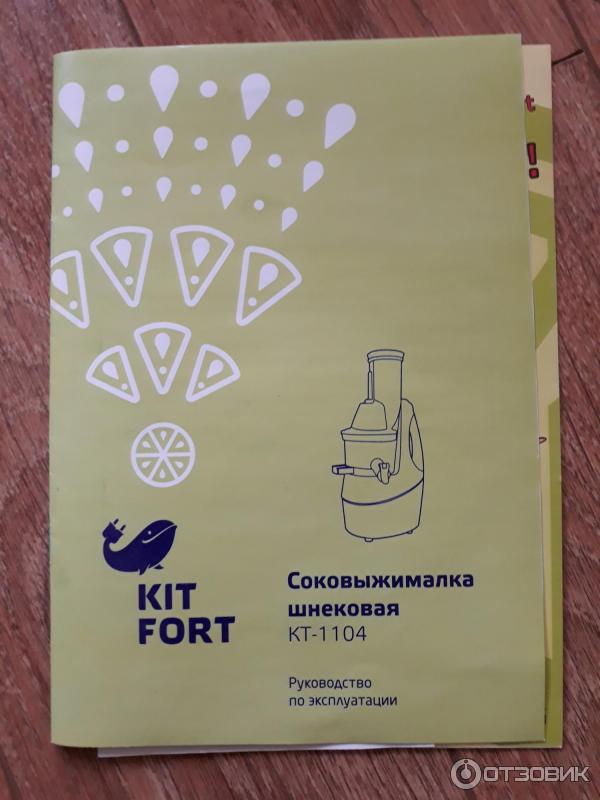 t
!
KIT
FORT
Соковыжималка
шнековая
КТ-1104
Руководство
по эксплуатации
ОТЗОВИК